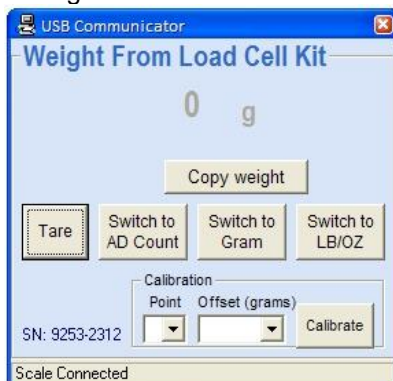 USB Communicator
Weight From Load Cell Kit
0 g
Copy weight
Tare
Switch to
AD Count
Switch to
Gram
Switch to
LB/OZ
Calibration
Point Offset (grams)
Calibrate
SN: 9253-2312
Scale Connected